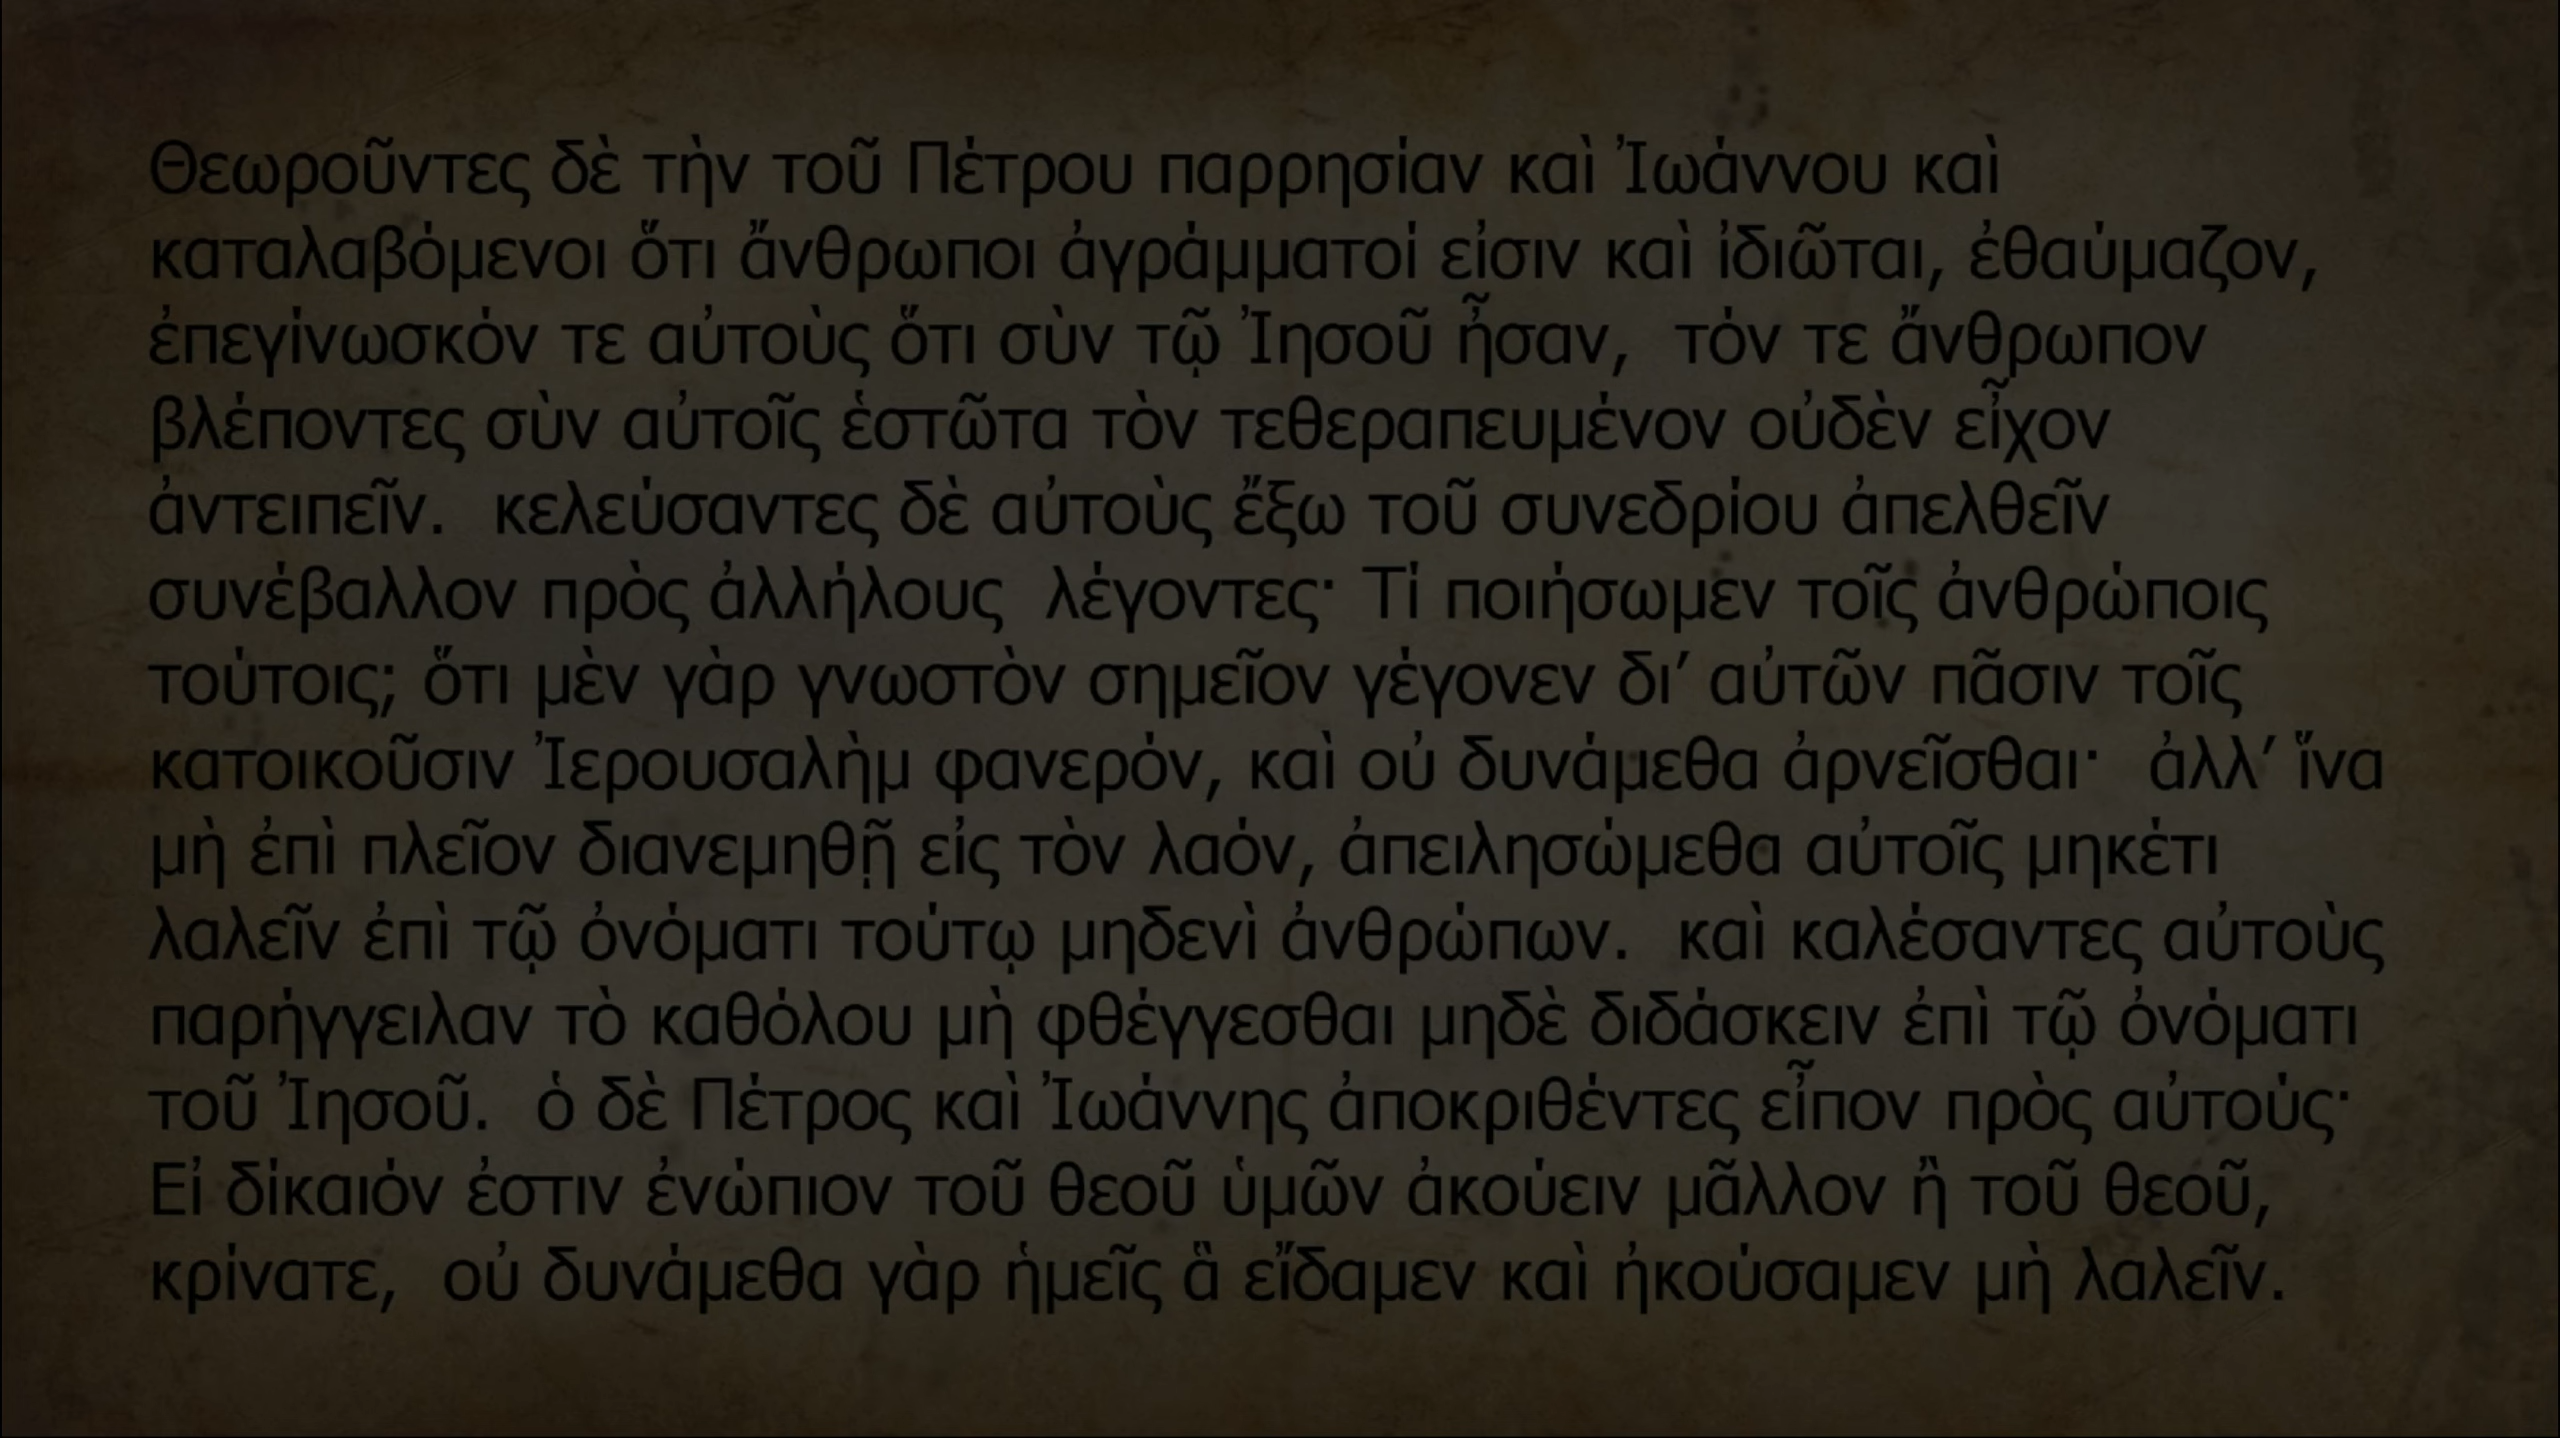 Θεωροῦντες δὲ τὴν τοῦ Πέτρου παρρησίαν καὶ Ἰωάννου καὶ
καταλαβόμενοι ὅτι ἄνθρωποι ἀγράμματοί εἰσιν καὶ ἰδιῶται, ἐθαύμαζον,
ἐπεγίνωσκόν τε αὐτοὺς ὅτι σὺν τῷ Ἰησοῦ ἦσαν, τόν τε ἄνθρωπον
βλέποντες σὺν αὐτοῖς ἑστῶτα τὸν τεθεραπευμένον οὐδὲν εἶχον
ἀντειπεῖν. κελεύσαντες δὲ αὐτοὺς ἔξω τοῦ συνεδρίου ἀπελθεῖν
συνέβαλλον πρὸς ἀλλήλους λέγοντες· Τί ποιήσωμεν τοῖς ἀνθρώποις
τούτοις; ὅτι μὲν γὰρ γνωστὸν σημεῖον γέγονεν δι’ αὐτῶν πᾶσιν τοῖς
κατοικοῦσιν Ἰερουσαλὴμ φανερόν, καὶ οὐ δυνάμεθα ἀρνεῖσθαι· ἀλλ’ ἵνα
μὴ ἐπὶ πλεῖον διανεμηθῇ εἰς τὸν λαόν, ἀπειλησώμεθα αὐτοῖς μηκέτι
λαλεῖν ἐπὶ τῷ ὀνόματι τούτῳ μηδενὶ ἀνθρώπων. καὶ καλέσαντες αὐτοὺς
παρήγγειλαν τὸ καθόλου μὴ φθέγγεσθαι μηδὲ διδάσκειν ἐπὶ τῷ ὀνόματι
τοῦ Ἰησοῦ. ὁ δὲ Πέτρος καὶ Ἰωάννης ἀποκριθέντες εἶπον πρὸς αὐτούς·
Εἰ δίκαιόν ἐστιν ἐνώπιον τοῦ θεοῦ ὑμῶν ἀκούειν μᾶλλον ἢ τοῦ θεοῦ,
κρίνατε, οὐ δυνάμεθα γὰρ ἡμεῖς ἃ εἴδαμεν καὶ ἠκούσαμεν μὴ λαλεῖν.